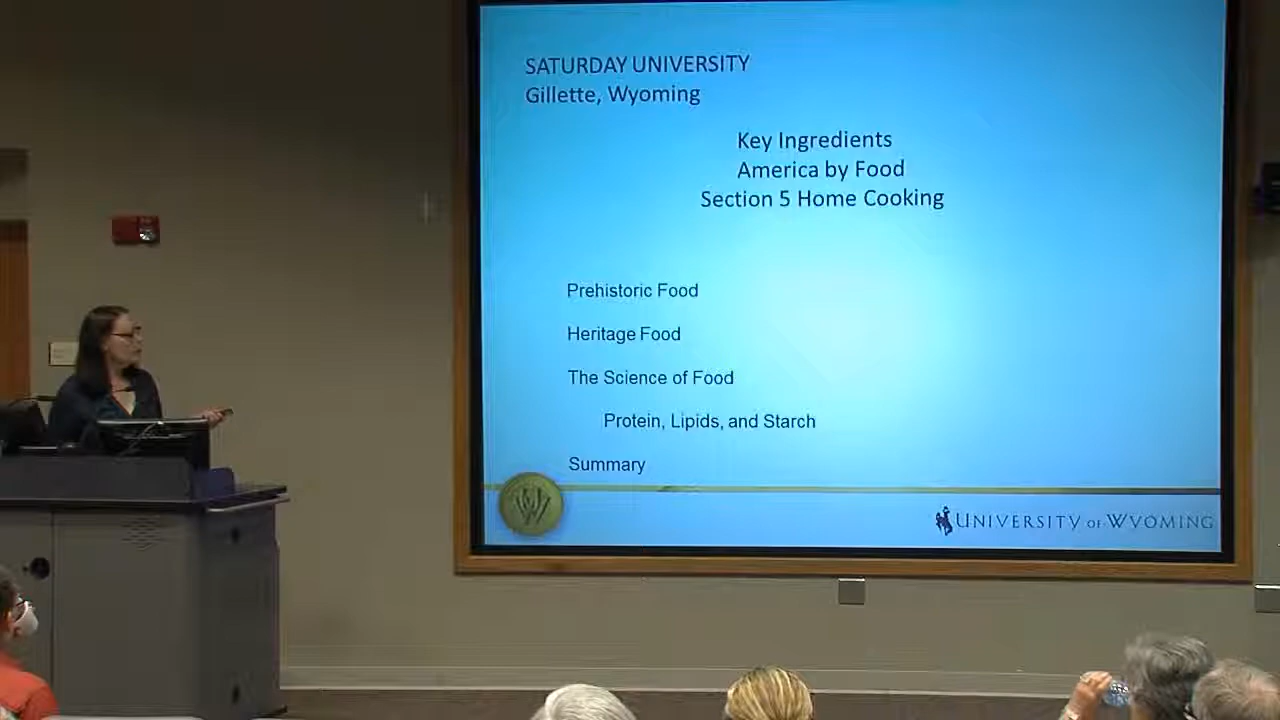 SATURDAY UNIVERSITY
Gillette, Wyoming
Key Ingredients
America by Food
Section 5 Home Cooking
Prehistoric Food
Heritage Food
The Science of Food
Protein, Lipids, and Starch
Summary
UNIVERSITY OF WYOMING